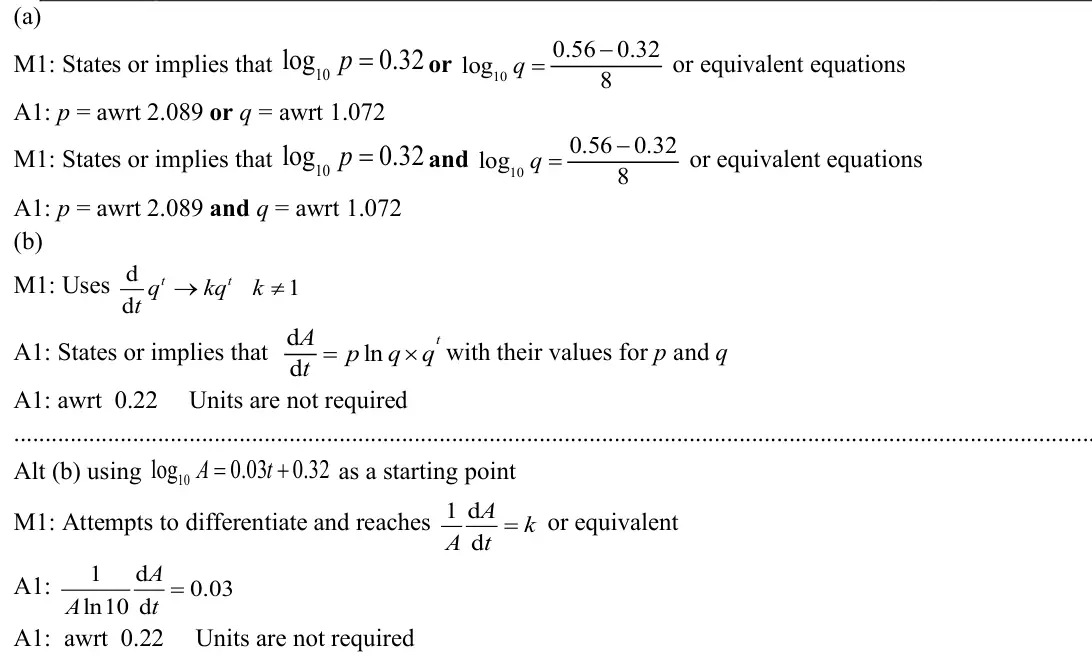 (a)
M1: States or implies that log₁₀ p = 0.32 or log₁₀ q = (0.56 − 0.32)/8 or equivalent equations
A1: p = awrt 2.089 or q = awrt 1.072
M1: States or implies that log₁₀ p = 0.32 and log₁₀ q = (0.56 − 0.32)/8 or equivalent equations
A1: p = awrt 2.089 and q = awrt 1.072
(b)
M1: Uses d/dt qᵗ → kqᵗ k ≠ 1
A1: States or implies that dA/dt = p ln q × qᵗ with their values for p and q
A1: awrt 0.22 Units are not required
Alt (b) using log₁₀ A = 0.03t + 0.32 as a starting point
M1: Attempts to differentiate and reaches 1/A dA/dt = k or equivalent
A1: 1/(A ln 10) dA/dt = 0.03
A1: awrt 0.22 Units are not required